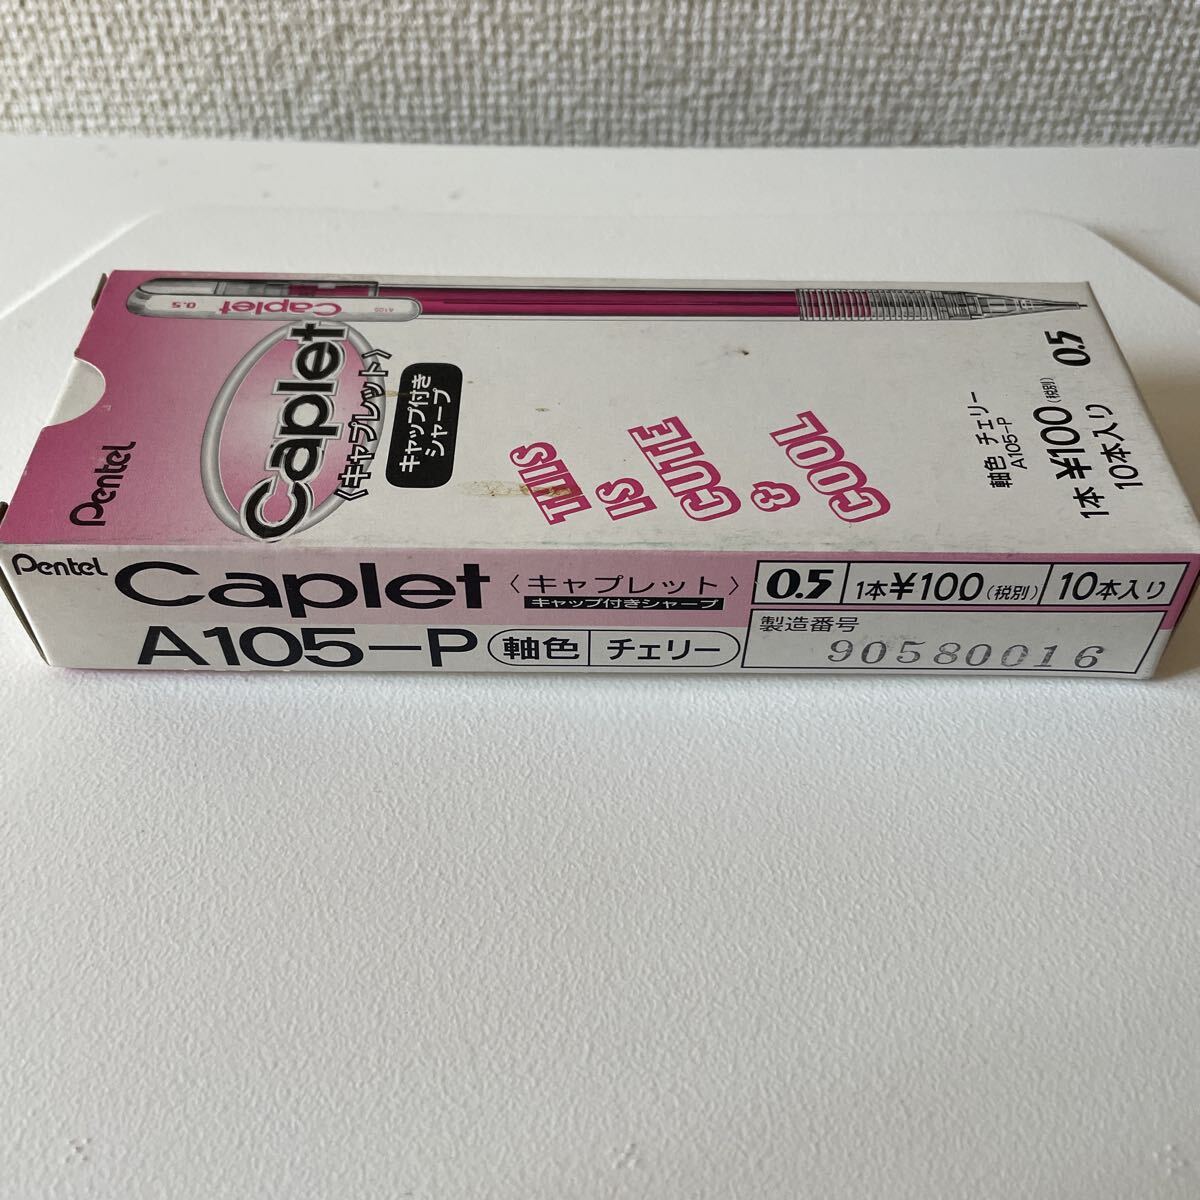 Caplet
0.5
A105
Pentel
Caplet
《キャプレット》
キャップ付き
シャープ
THIS
IS
CUTE
&
COOL
軸色 チェリー
A105-P
1本¥100(税別)
10本入り
0.5
Pentel
Caplet
〈キャプレット〉
キャップ付きシャープ
A105-P
軸色 チェリー
0.5
1本¥100(税別)
10本入り
製造番号
90580016